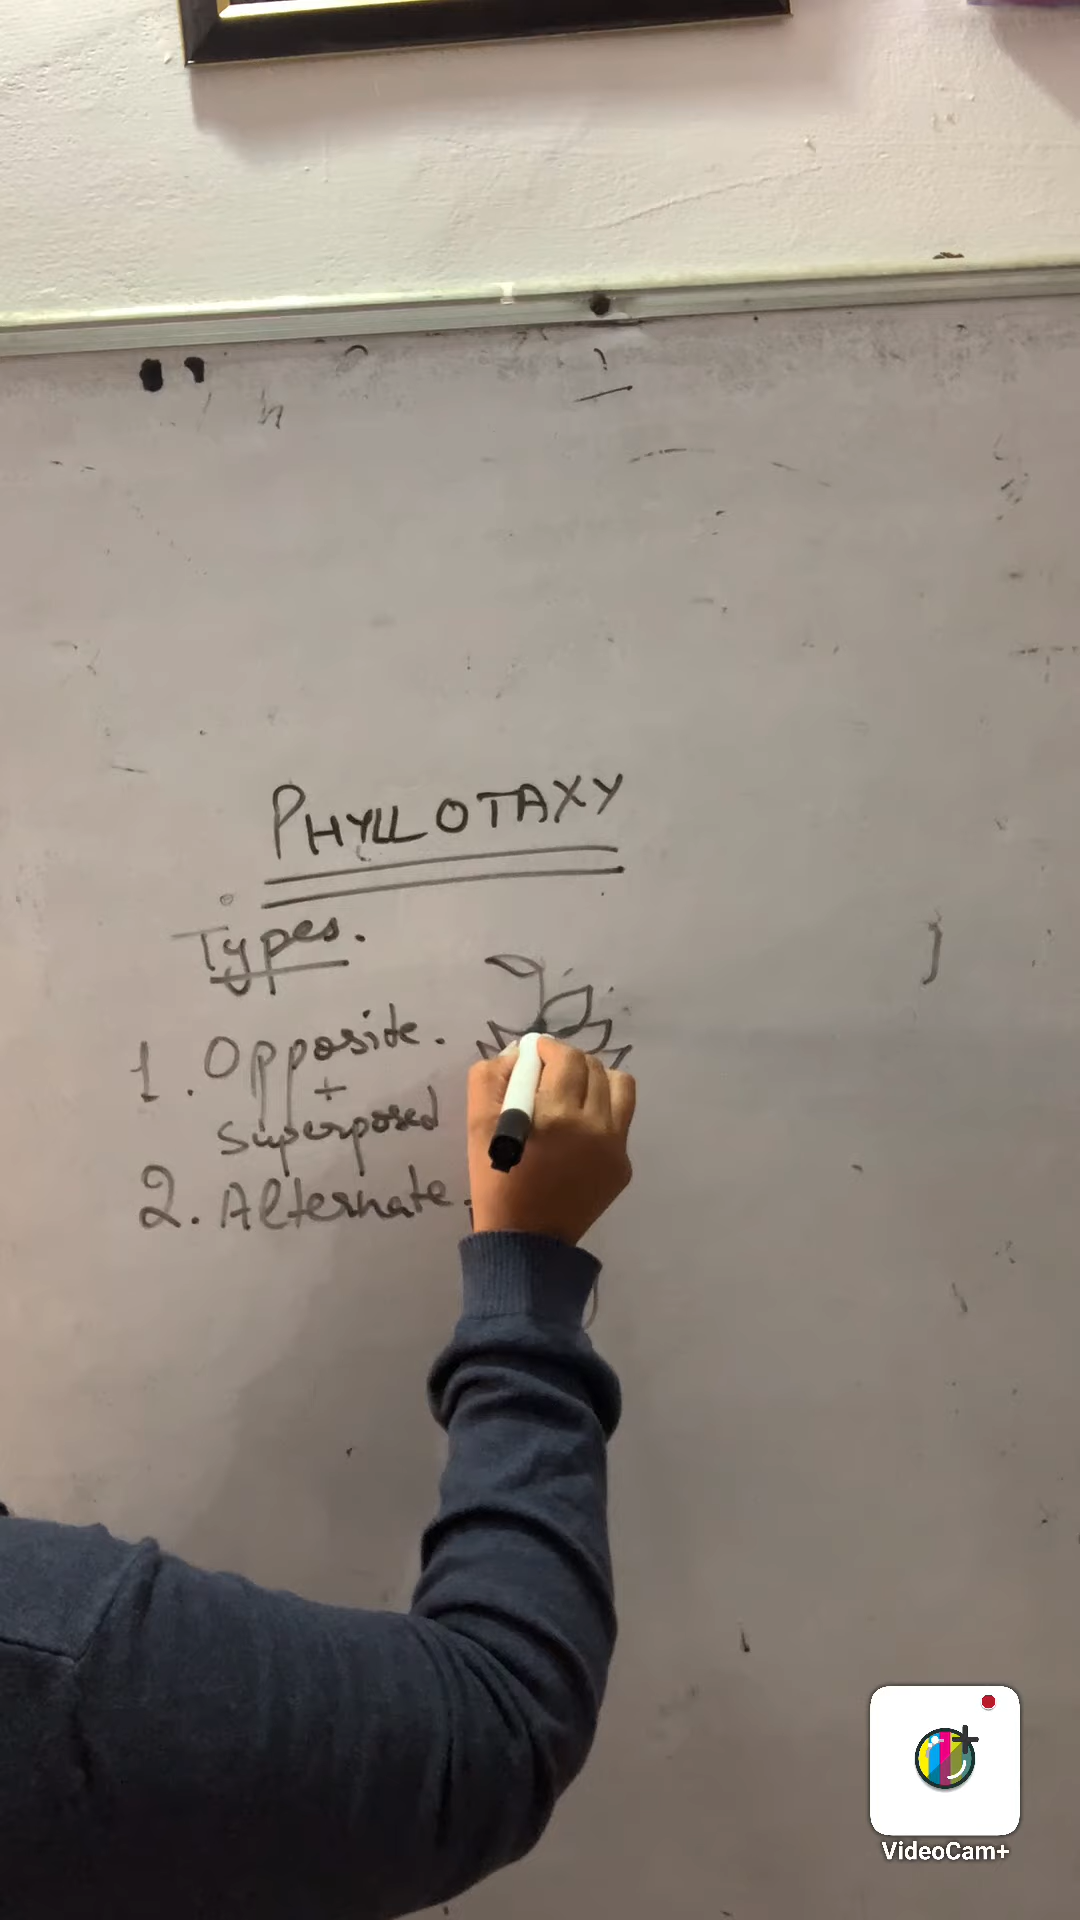 PHYLLOTAXY
Types.
1. Opposite.
+
Superposed
2. Alternate.
VideoCam+